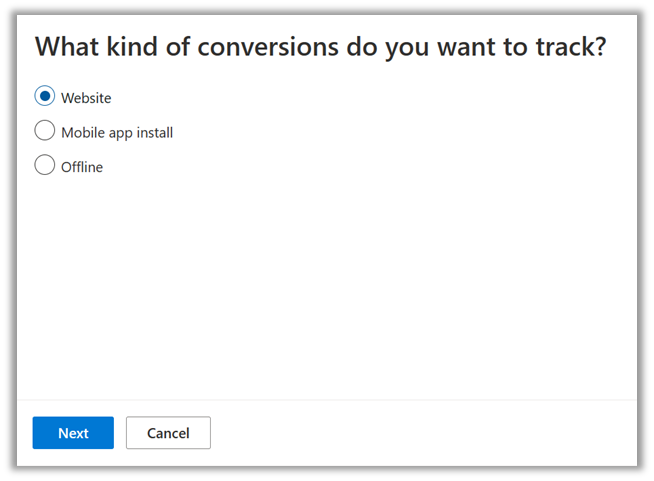 What kind of conversions do you want to track?
Website
Mobile app install
Offline
Next Cancel